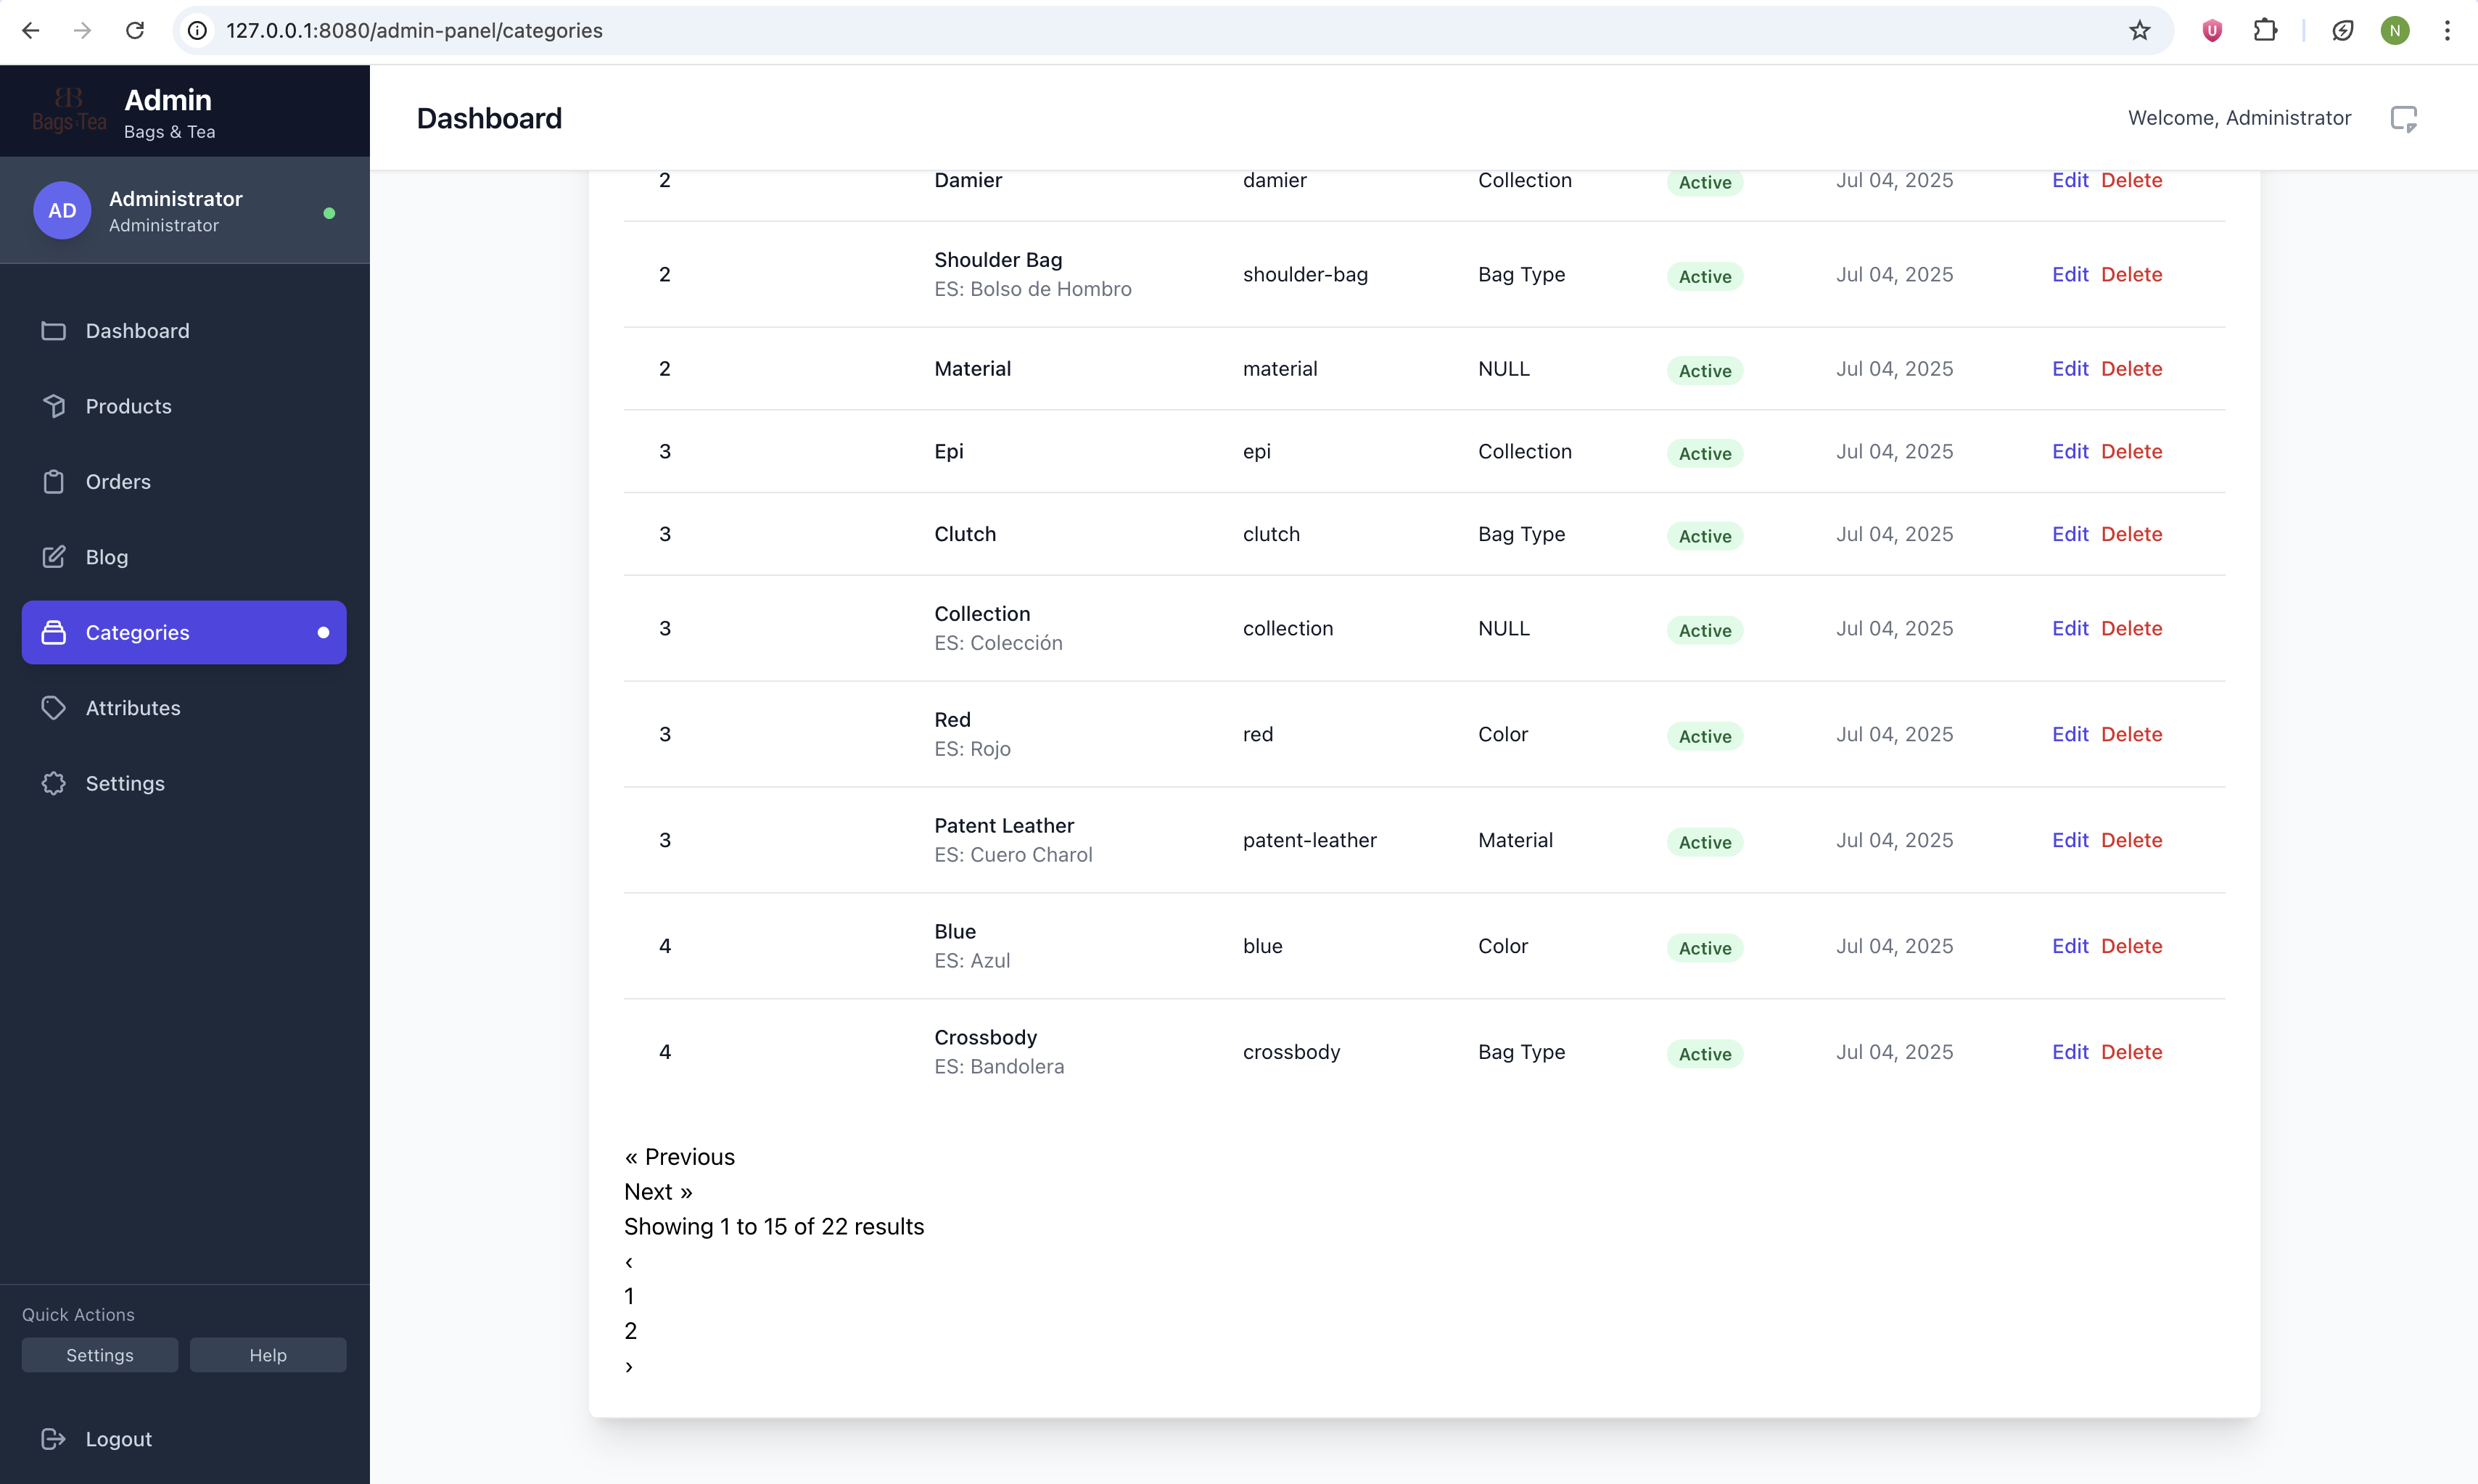 127.0.0.1:8080/admin-panel/categories
U
N
BB
Bags&Tea
Admin
Bags & Tea
Dashboard
Welcome, Administrator
AD
Administrator
Administrator
Dashboard
Products
Orders
Blog
Categories
Attributes
Settings
2 Damier damier Collection Active Jul 04, 2025 Edit Delete
Shoulder Bag
2 ES: Bolso de Hombro shoulder-bag Bag Type Active Jul 04, 2025 Edit Delete
2 Material material NULL Active Jul 04, 2025 Edit Delete
3 Epi epi Collection Active Jul 04, 2025 Edit Delete
3 Clutch clutch Bag Type Active Jul 04, 2025 Edit Delete
Collection
3 ES: Colección collection NULL Active Jul 04, 2025 Edit Delete
Red
3 ES: Rojo red Color Active Jul 04, 2025 Edit Delete
Patent Leather
3 ES: Cuero Charol patent-leather Material Active Jul 04, 2025 Edit Delete
Blue
4 ES: Azul blue Color Active Jul 04, 2025 Edit Delete
Crossbody
4 ES: Bandolera crossbody Bag Type Active Jul 04, 2025 Edit Delete
« Previous
Next »
Showing 1 to 15 of 22 results
‹
1
2
›
Quick Actions
Settings
Help
Logout